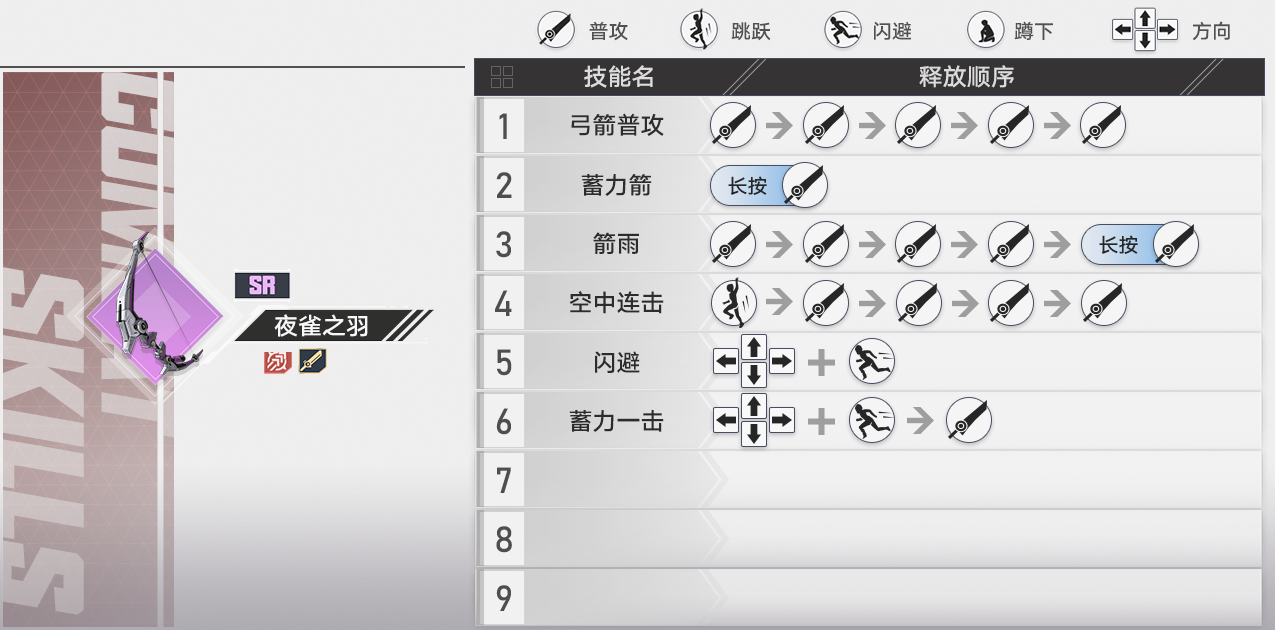 普攻 跳跃 闪避 蹲下 方向
技能名 释放顺序
COMBAT
SKILLS
SR
夜雀之羽
1 弓箭普攻
2 蓄力箭 长按
3 箭雨 长按
4 空中连击
5 闪避
6 蓄力一击
7
8
9